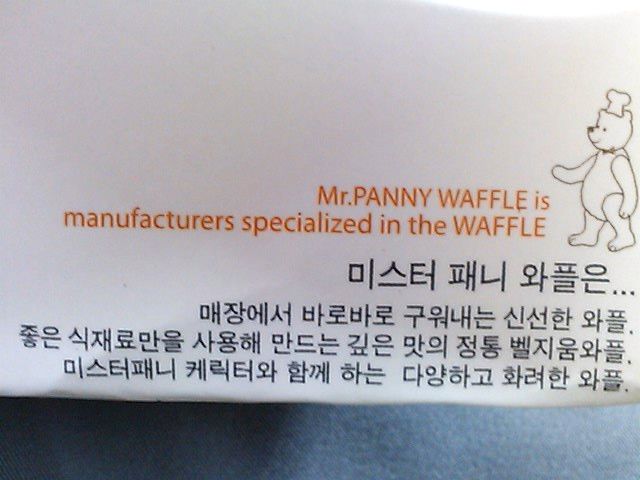 Mr.PANNY WAFFLE is
manufacturers specialized in the WAFFLE
미스터 패니 와플은...
매장에서 바로바로 구워내는 신선한 와플.
좋은 식재료만을 사용해 만드는 깊은 맛의 정통 벨지움와플.
미스터패니 케릭터와 함께 하는 다양하고 화려한 와플.